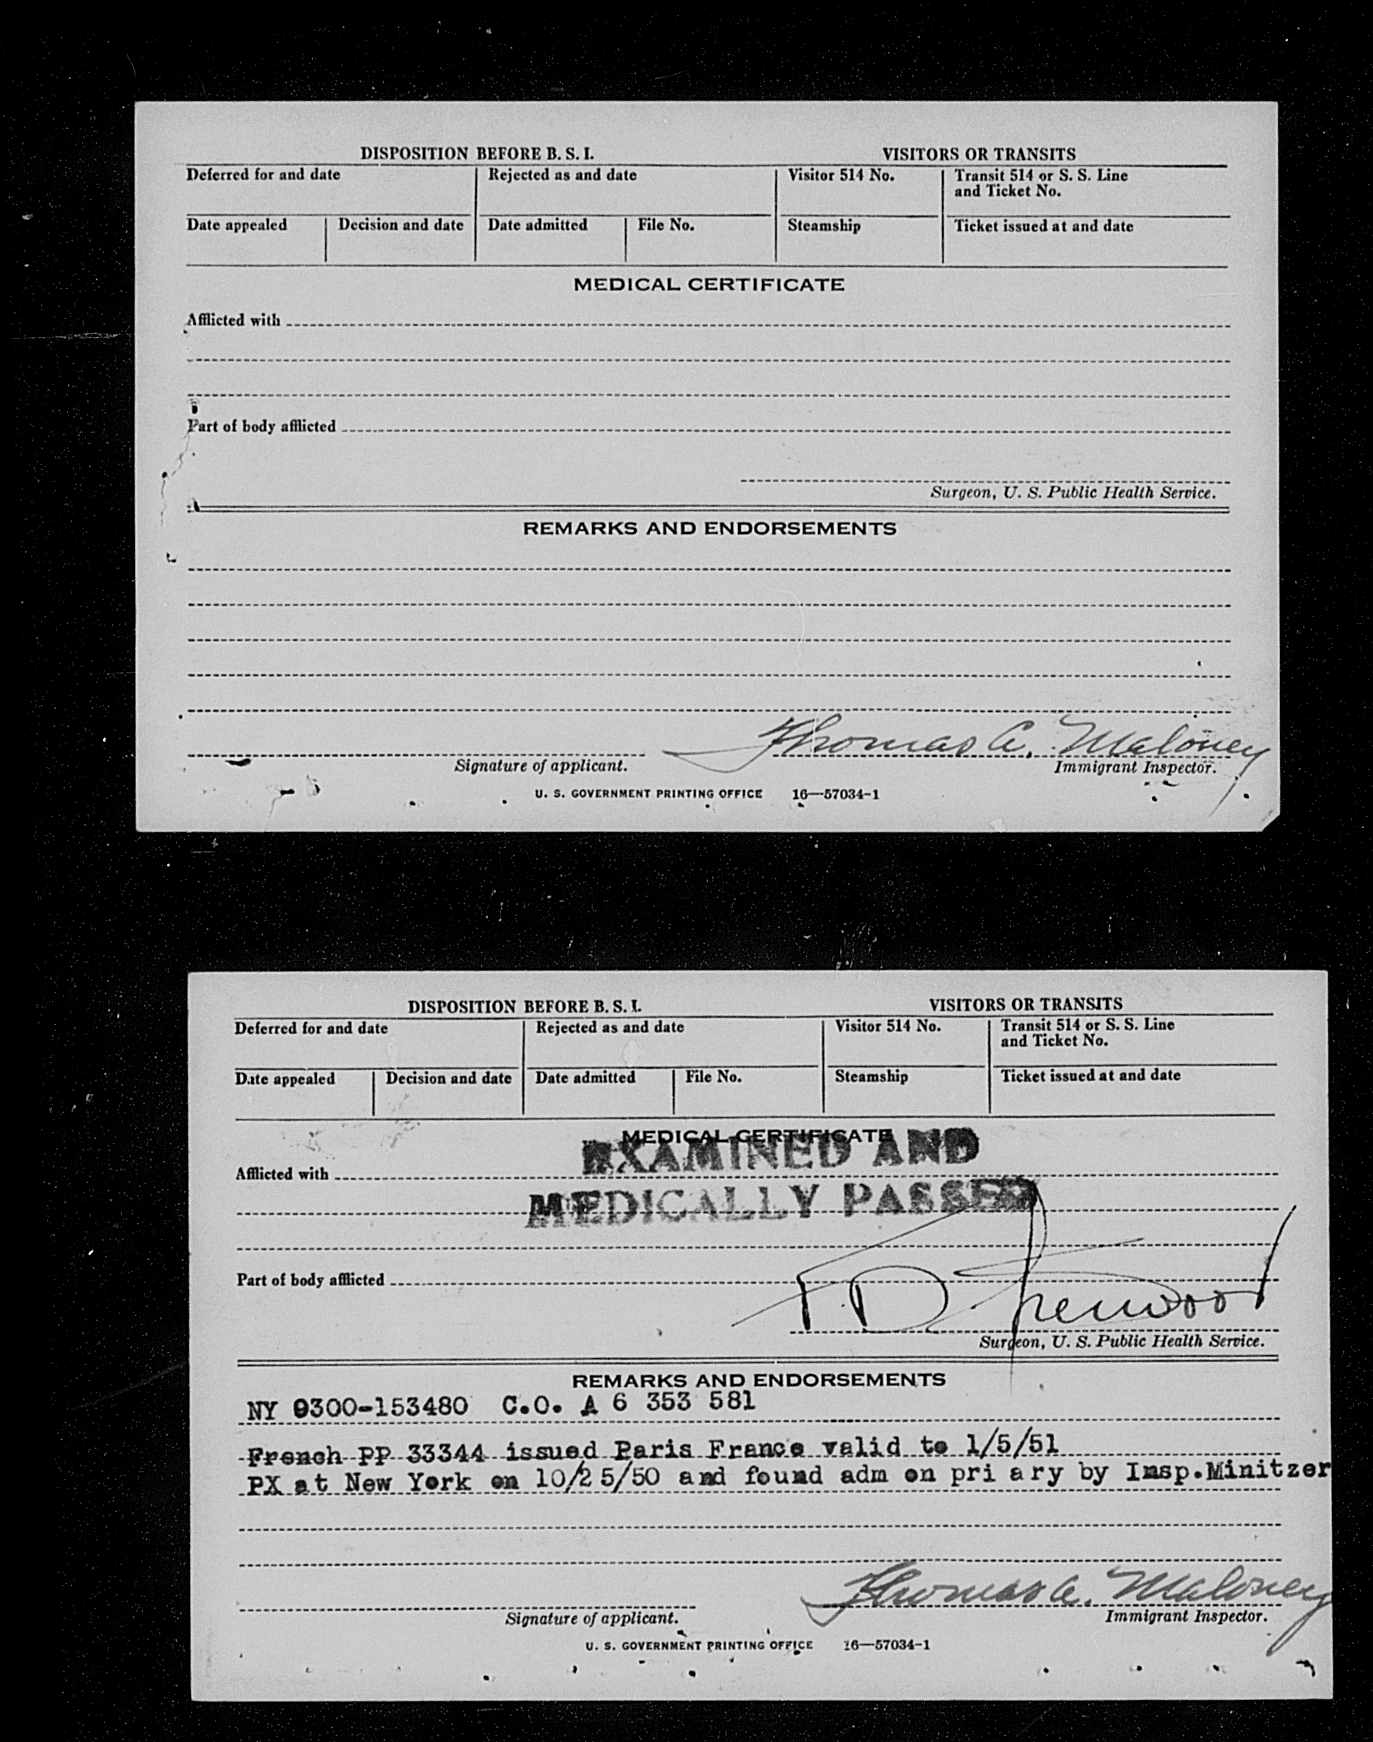 DISPOSITION BEFORE B. S. I. VISITORS OR TRANSITS
Deferred for and date Rejected as and date Visitor 514 No. Transit 514 or S. S. Line
and Ticket No.
Date appealed Decision and date Date admitted File No. Steamship Ticket issued at and date
MEDICAL CERTIFICATE
Afflicted with
Part of body afflicted
Surgeon, U. S. Public Health Service.
REMARKS AND ENDORSEMENTS
Thomas A. Maloney
Signature of applicant. Immigrant Inspector.
U. S. GOVERNMENT PRINTING OFFICE 16—57034-1
DISPOSITION BEFORE B. S. I. VISITORS OR TRANSITS
Deferred for and date Rejected as and date Visitor 514 No. Transit 514 or S. S. Line
and Ticket No.
Date appealed Decision and date Date admitted File No. Steamship Ticket issued at and date
MEDICAL CERTIFICATE
EXAMINED AND
Afflicted with
MEDICALLY PASSED
Part of body afflicted
Surgeon, U. S. Public Health Service.
REMARKS AND ENDORSEMENTS
NY 0300-153480 C.O. A 6 353 581
French PP 33344 issued Paris France valid to 1/5/51
PX at New York on 10/25/50 and found adm on pri ary by Insp.Minitzer
Thomas A. Maloney
Signature of applicant. Immigrant Inspector.
U. S. GOVERNMENT PRINTING OFFICE 16—57034-1